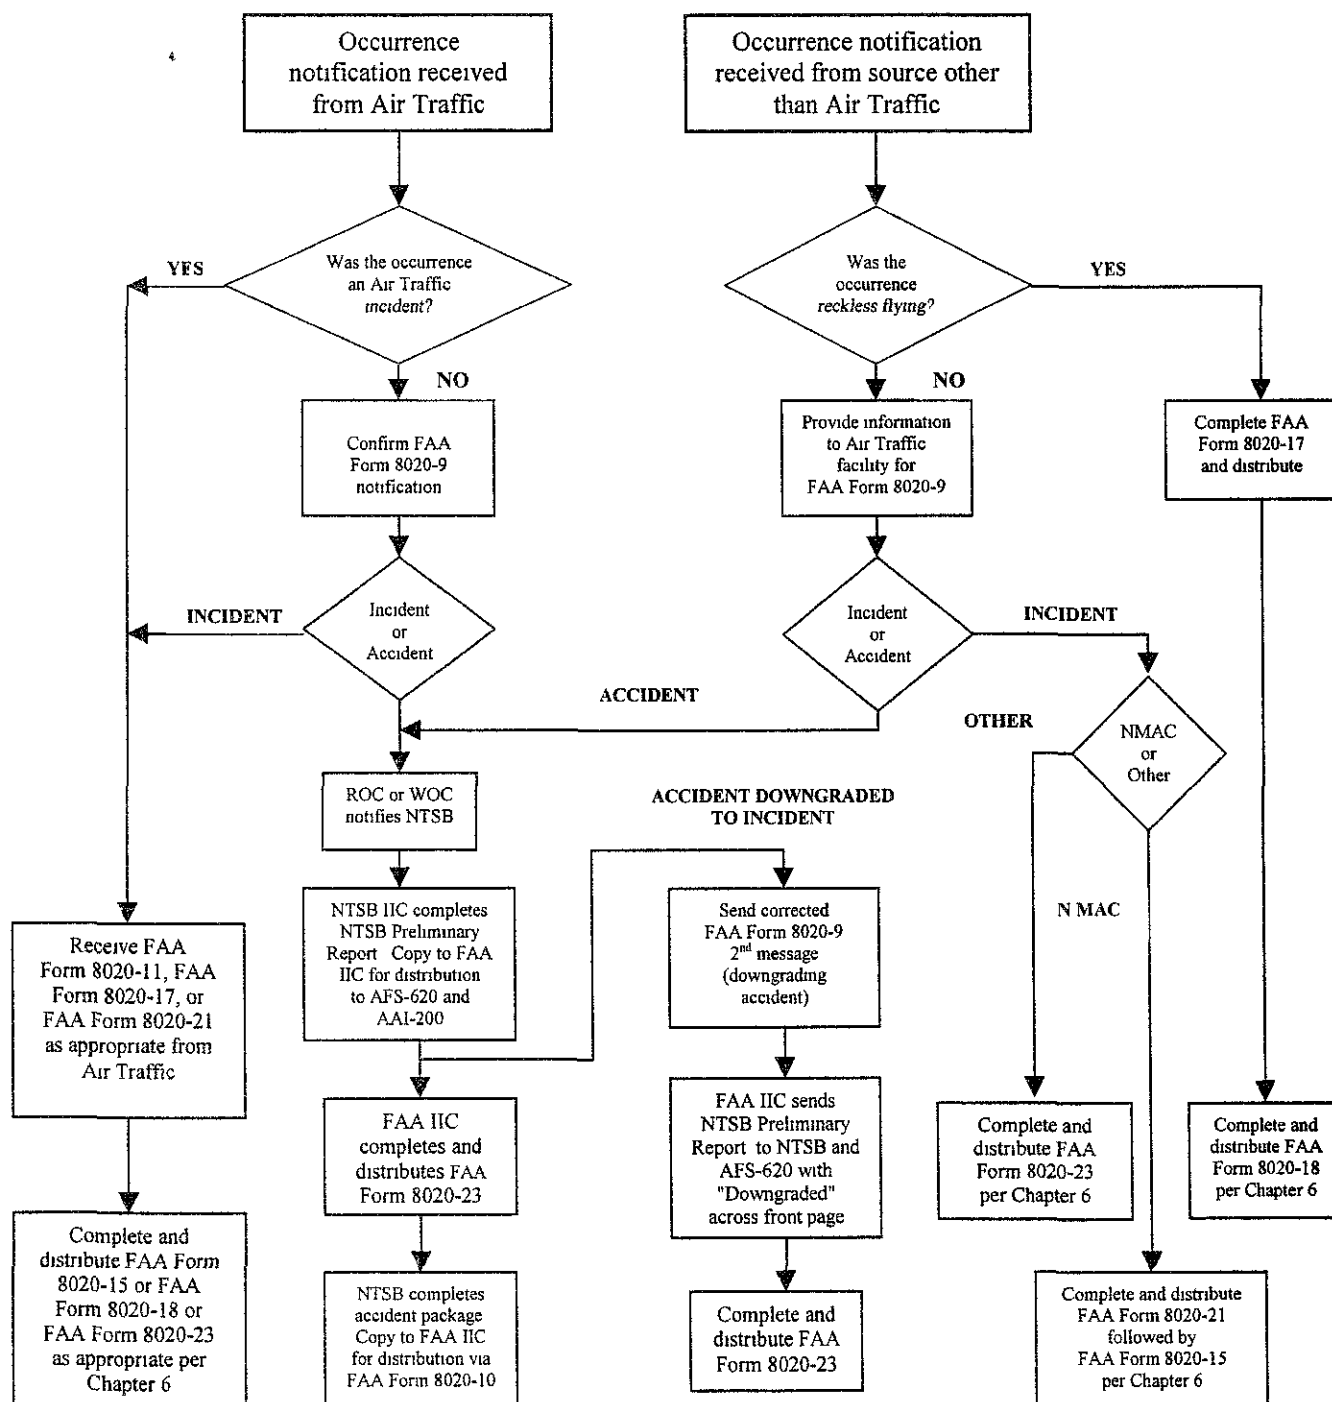 Occurrence
notification received
from Air Traffic
Occurrence notification
received from source other
than Air Traffic
YES
Was the occurrence
an Air Traffic
incident?
NO
Was the
occurrence
reckless flying?
YES
NO
Confirm FAA
Form 8020-9
notification
Provide information
to Air Traffic
facility for
FAA Form 8020-9
Complete FAA
Form 8020-17
and distribute
INCIDENT
Incident
or
Accident
Incident
or
Accident
INCIDENT
ACCIDENT
OTHER
NMAC
or
Other
ROC or WOC
notifies NTSB
ACCIDENT DOWNGRADED
TO INCIDENT
N MAC
Receive FAA
Form 8020-11, FAA
Form 8020-17, or
FAA Form 8020-21
as appropriate from
Air Traffic
NTSB IIC completes
NTSB Preliminary
Report Copy to FAA
IIC for distribution
to AFS-620 and
AAI-200
Send corrected
FAA Form 8020-9
2nd message
(downgrading
accident)
FAA IIC
completes and
distributes FAA
Form 8020-23
FAA IIC sends
NTSB Preliminary
Report to NTSB and
AFS-620 with
"Downgraded"
across front page
Complete and
distribute FAA
Form 8020-23
per Chapter 6
Complete and
distribute FAA
Form 8020-18
per Chapter 6
Complete and
distribute FAA Form
8020-15 or FAA
Form 8020-18 or
FAA Form 8020-23
as appropriate per
Chapter 6
NTSB completes
accident package
Copy to FAA IIC
for distribution via
FAA Form 8020-10
Complete and
distribute FAA
Form 8020-23
Complete and distribute
FAA Form 8020-21
followed by
FAA Form 8020-15
per Chapter 6